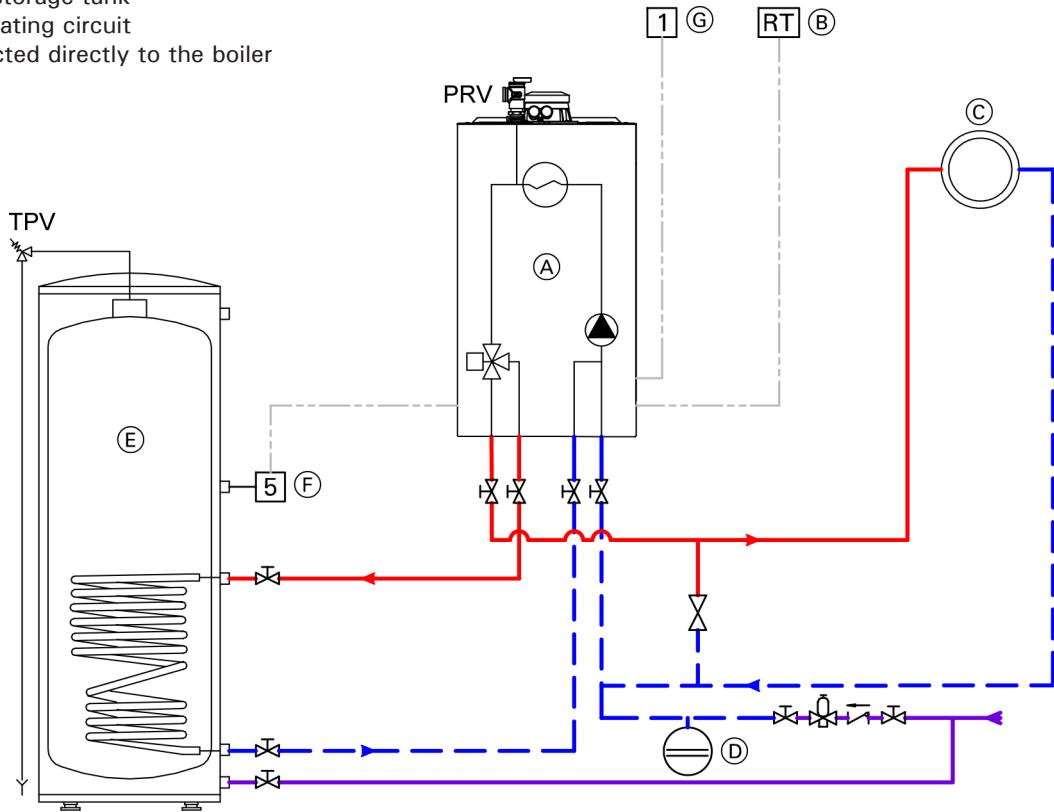 storage tank
ating circuit
cted directly to the boiler
1 G RT B
PRV
C
TPV
A
E
5 F
D